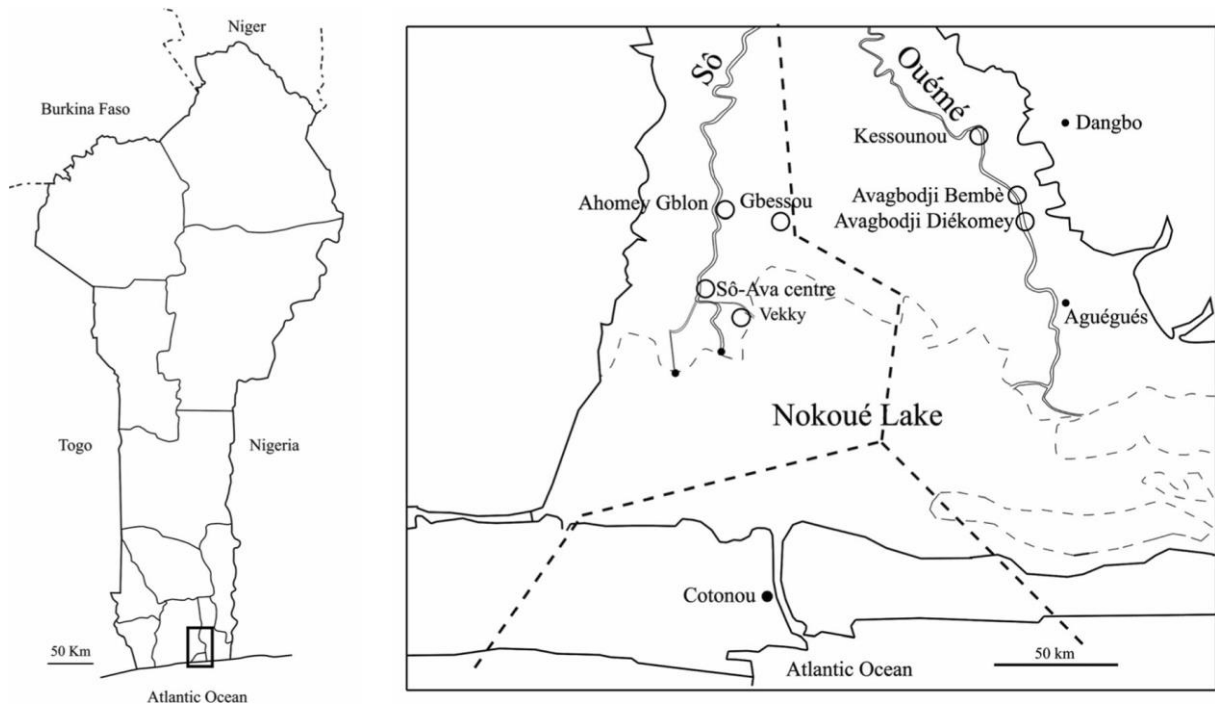 Niger
Burkina Faso
Togo
Nigeria
50 Km
Atlantic Ocean
Sô
Ouémé
Dangbo
Kessounou
Ahomey Gblon
Gbessou
Avagbodji Bembè
Avagbodji Diékomey
Sô-Ava centre
Vekky
Aguégués
Nokoué Lake
Cotonou
Atlantic Ocean
50 km